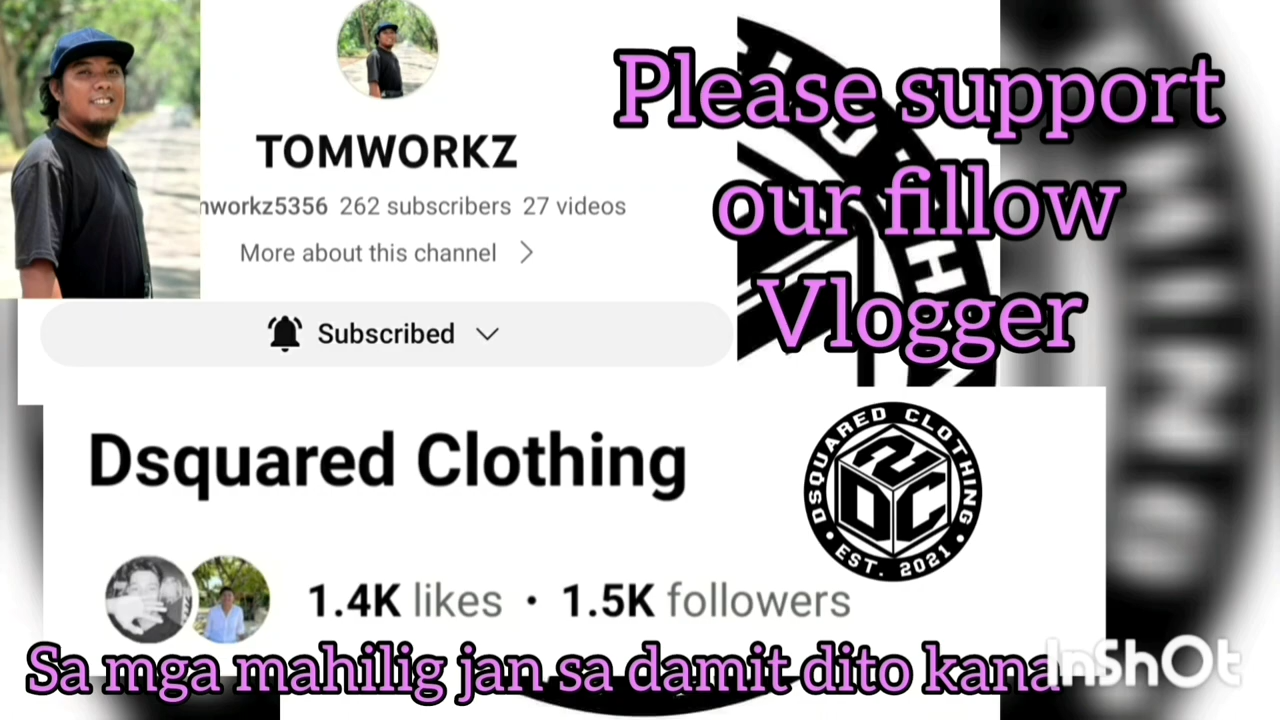 TOMWORKZ
nworkz5356 262 subscribers 27 videos
More about this channel
Subscribed
Please support
our fillow
Vlogger
Dsquared Clothing
DSQUARED CLOTHING
2
DC
• EST. 2021 •
1.4K likes • 1.5K followers
Sa mga mahilig jan sa damit dito kana
InShOt